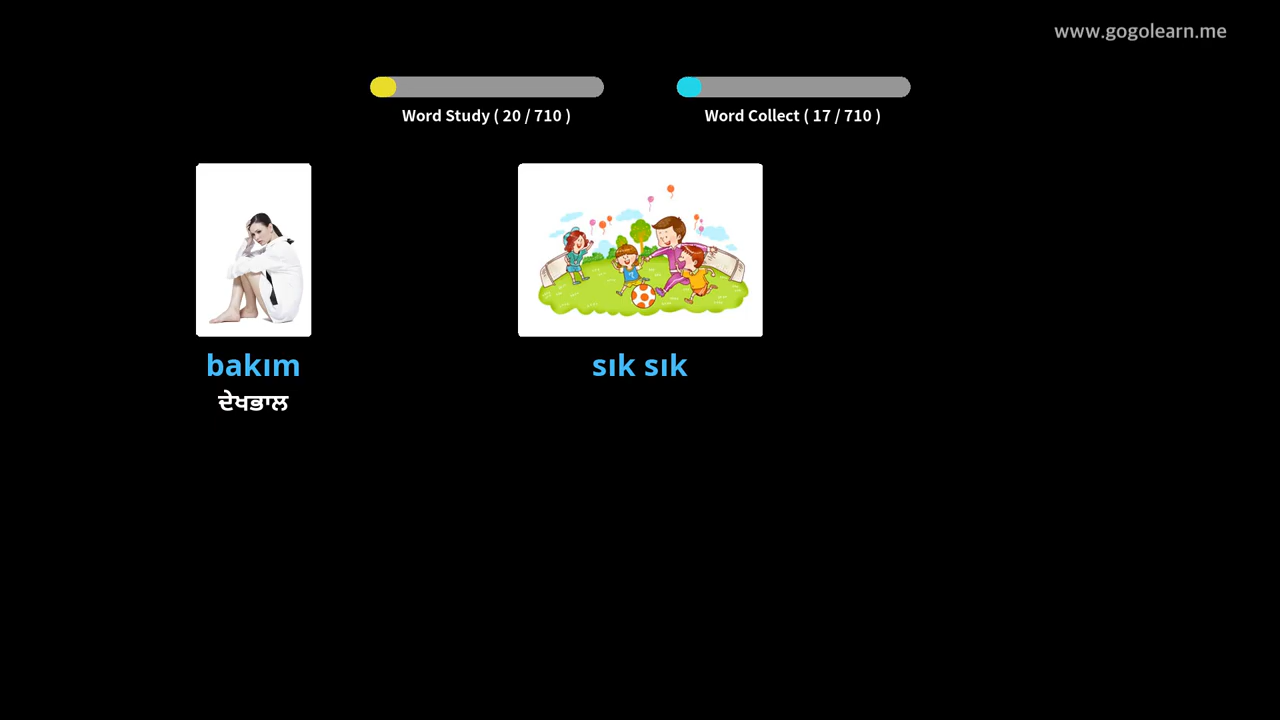 www.gogolearn.me
Word Study ( 20 / 710 )
Word Collect ( 17 / 710 )
bakım
sık sık
ਦੇਖਭਾਲ